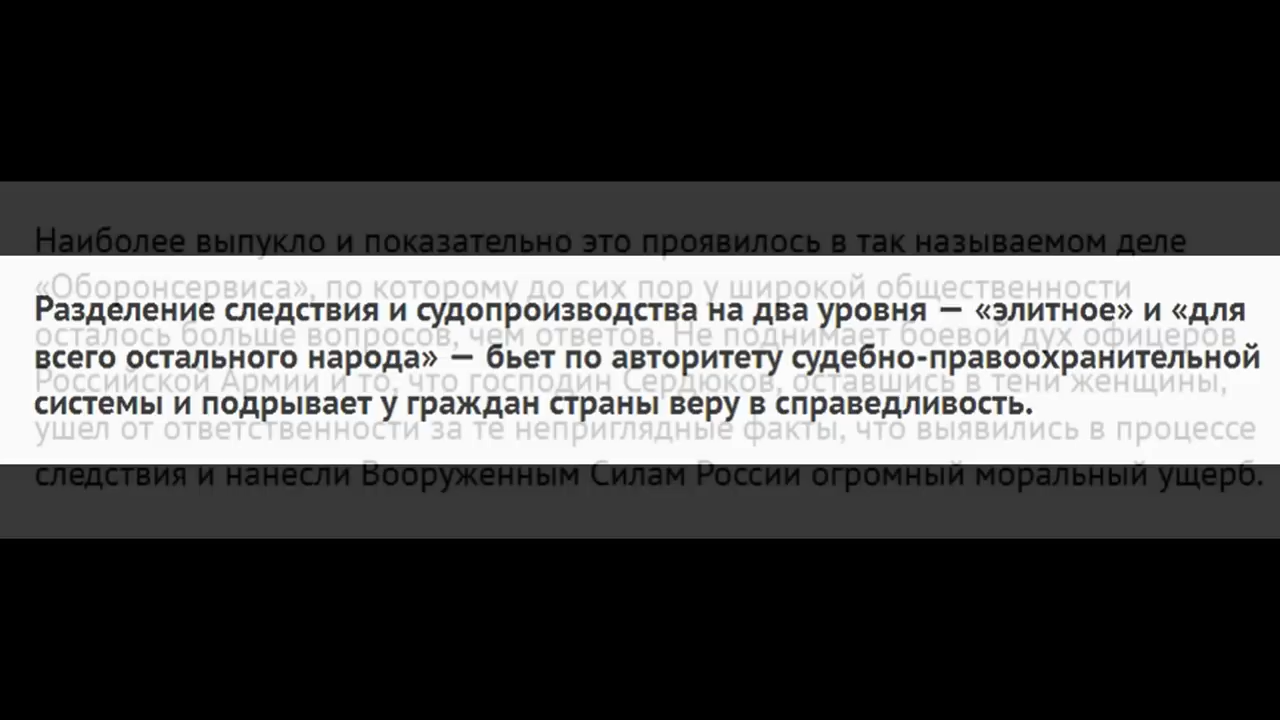 Наиболее выпукло и показательно это проявилось в так называемом деле
«Оборонсервиса», по которому до сих пор у широкой общественности
Разделение следствия и судопроизводства на два уровня — «элитное» и «для
осталось больше вопросов, чем ответов. Не поднимает боевой дух офицеров
всего остального народа» — бьет по авторитету судебно-правоохранительной
Российской Армии и то, что господин Сердюков, оставшись в тени женщины,
системы и подрывает у граждан страны веру в справедливость.
ушел от ответственности за те неприглядные факты, что выявились в процессе
следствия и нанесли Вооруженным Силам России огромный моральный ущерб.